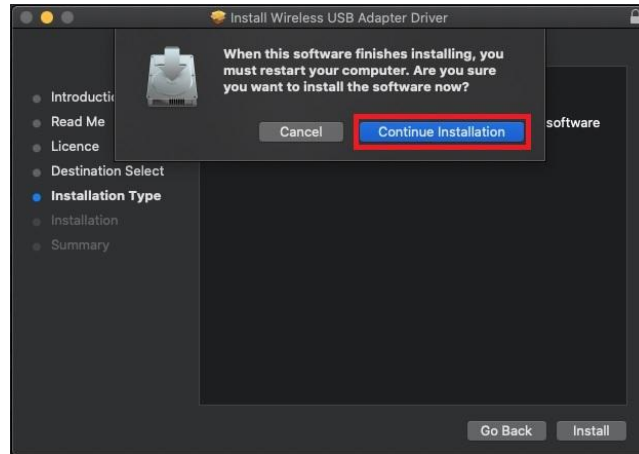 Install Wireless USB Adapter Driver
When this software finishes installing, you
must restart your computer. Are you sure
you want to install the software now?
Cancel
Continue Installation
Read Me
software
Licence
Destination Select
Installation Type
Installation
Summary
Go Back
Install